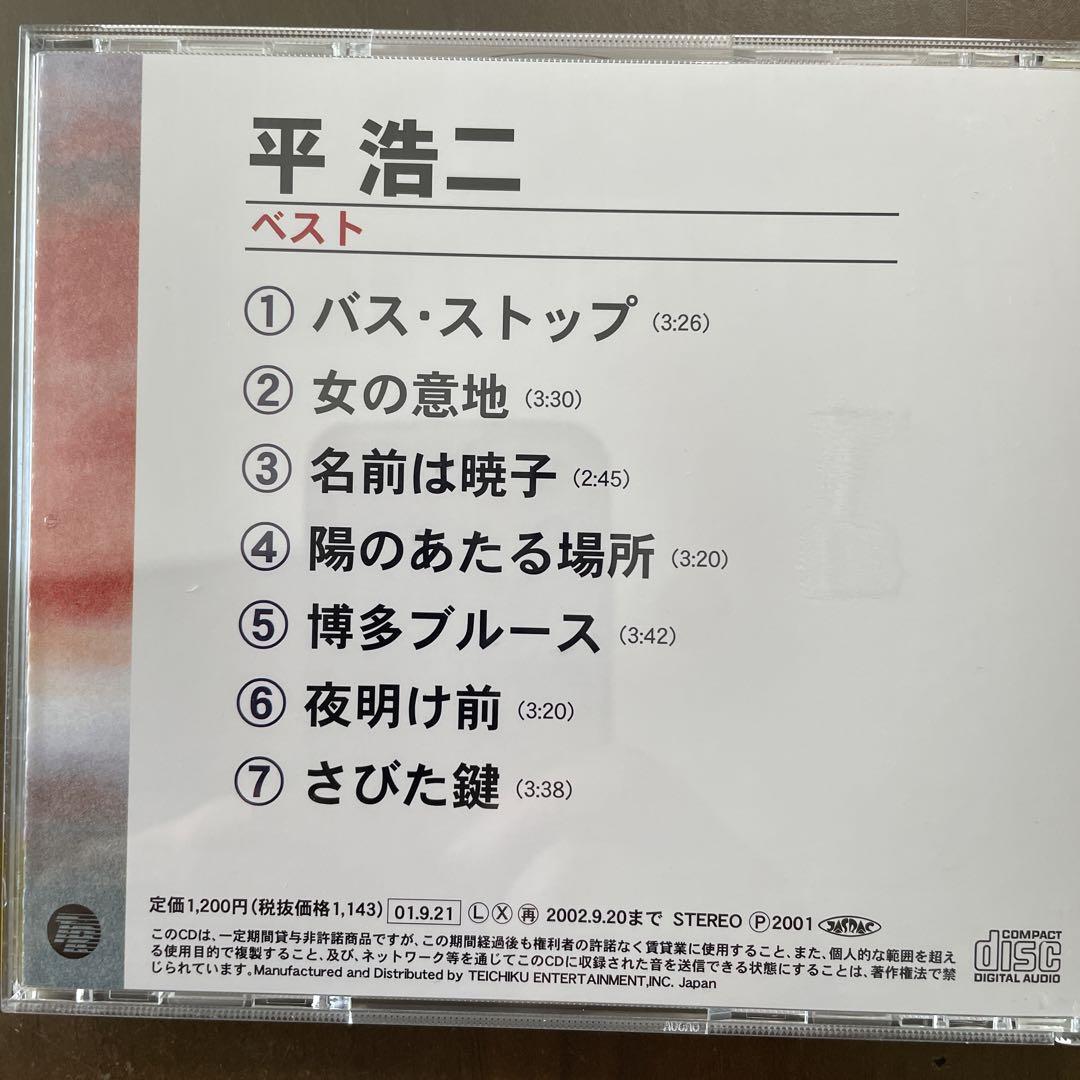 平 浩二
ベスト
① バス・ストップ (3:26)
② 女の意地 (3:30)
③ 名前は暁子 (2:45)
④ 陽のあたる場所 (3:20)
⑤ 博多ブルース (3:42)
⑥ 夜明け前 (3:20)
⑦ さびた鍵 (3:38)
定価1,200円(税抜価格1,143) 01.9.21 Ⓛ Ⓧ 再 2002.9.20まで STEREO Ⓟ2001 JASRAC
このCDは、一定期間貸与非許諾商品ですが、この期間経過後も権利者の許諾なく賃貸業に使用すること、また、個人的な範囲を超え
る使用目的で複製すること、及び、ネットワーク等を通じてこのCDに収録された音を送信できる状態にすることは、著作権法で禁
じられています。Manufactured and Distributed by TEICHIKU ENTERTAINMENT,INC. Japan
COMPACT
disc
DIGITAL AUDIO